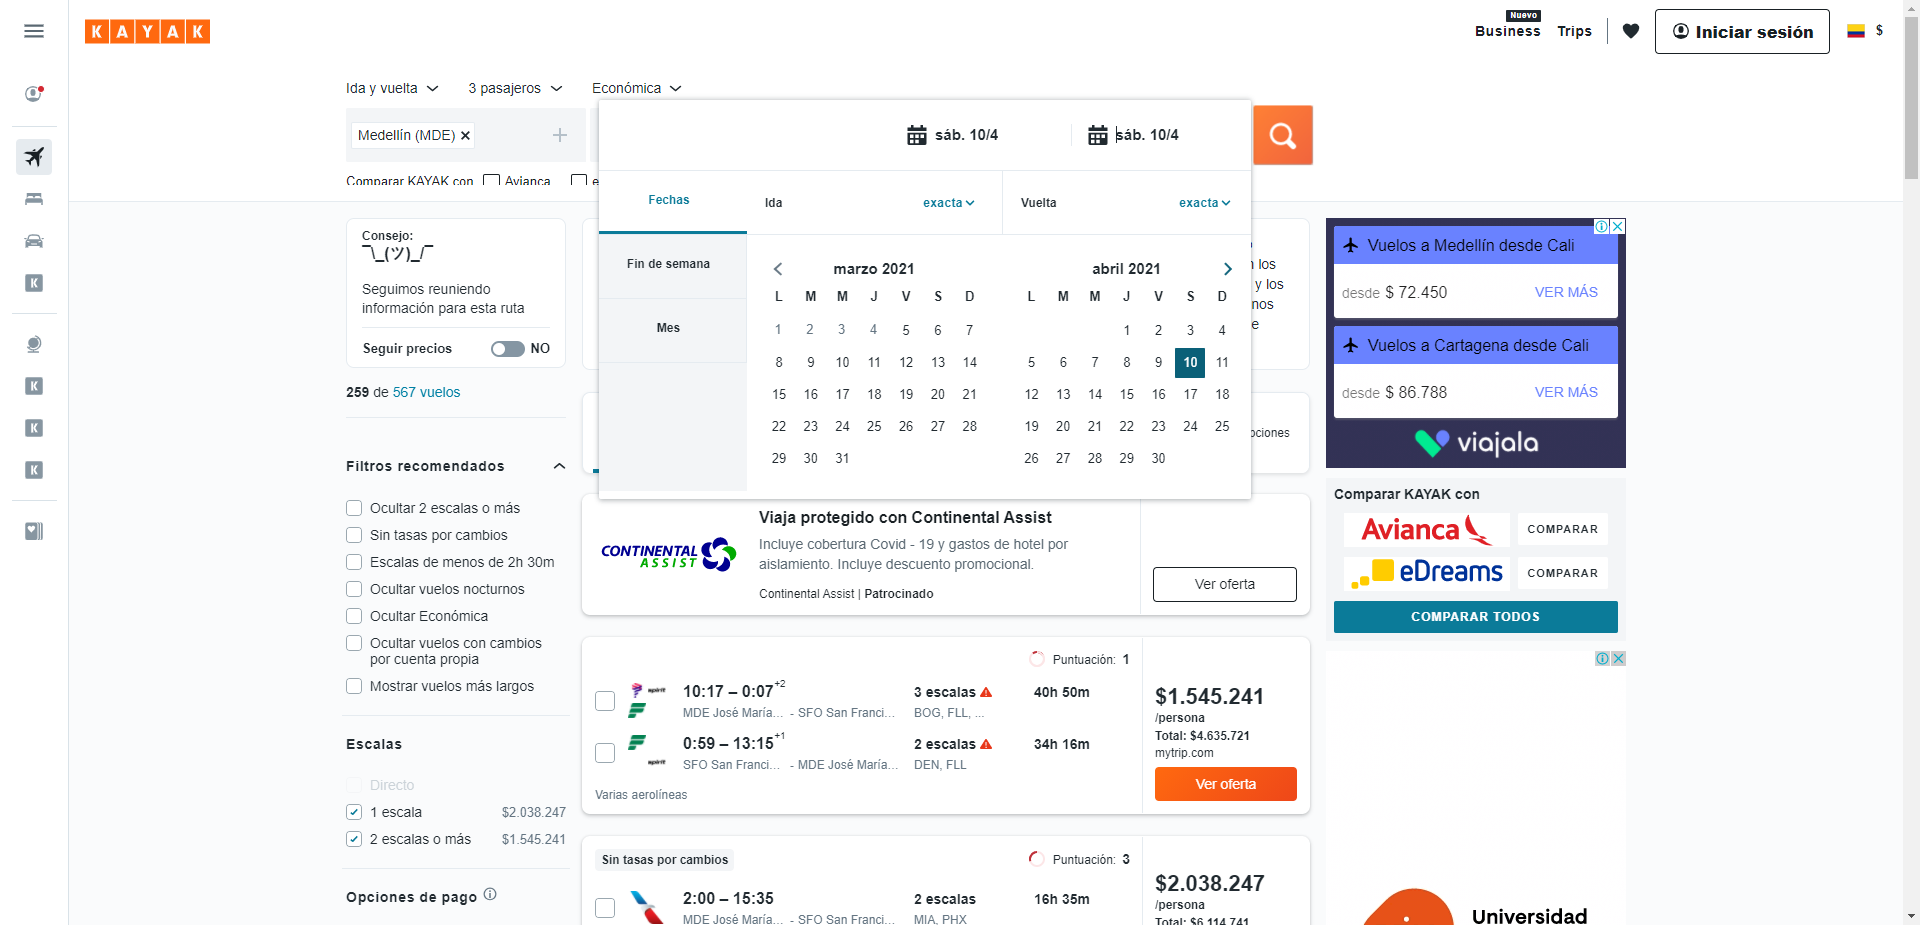 KAYAK
Nuevo
Business
Trips
Iniciar sesión
$
Ida y vuelta
3 pasajeros
Económica
Medellín (MDE)
sáb. 10/4
sáb. 10/4
Comparar KAYAK con
Avianca
e
Fechas
Ida
exacta
Vuelta
exacta
Fin de semana
Mes
marzo 2021
L M M J V S D
1 2 3 4 5 6 7
8 9 10 11 12 13 14
15 16 17 18 19 20 21
22 23 24 25 26 27 28
29 30 31
abril 2021
L M M J V S D
1 2 3 4
5 6 7 8 9 10 11
12 13 14 15 16 17 18
19 20 21 22 23 24 25
26 27 28 29 30
Consejo:
¯\_(ツ)_/¯
Seguimos reuniendo
información para esta ruta
Seguir precios
NO
259 de 567 vuelos
Filtros recomendados
Ocultar 2 escalas o más
Sin tasas por cambios
Escalas de menos de 2h 30m
Ocultar vuelos nocturnos
Ocultar Económica
Ocultar vuelos con cambios
por cuenta propia
Mostrar vuelos más largos
Escalas
Directo
1 escala $2.038.247
2 escalas o más $1.545.241
Opciones de pago
los
y los
nos
e
pciones
CONTINENTAL
ASSIST
Viaja protegido con Continental Assist
Incluye cobertura Covid - 19 y gastos de hotel por
aislamiento. Incluye descuento promocional.
Continental Assist | Patrocinado
Ver oferta
Puntuación: 1
spirit
10:17 – 0:07+2
MDE José María... - SFO San Franci...
3 escalas
BOG, FLL, ...
40h 50m
spirit
0:59 – 13:15+1
SFO San Franci... - MDE José María...
2 escalas
DEN, FLL
34h 16m
Varias aerolíneas
$1.545.241
/persona
Total: $4.635.721
mytrip.com
Ver oferta
Sin tasas por cambios
Puntuación: 3
2:00 – 15:35
MDE José María... - SFO San Franci...
2 escalas
MIA, PHX
16h 35m
$2.038.247
/persona
Total: $6.114.741
Vuelos a Medellín desde Cali
desde $ 72.450
VER MÁS
Vuelos a Cartagena desde Cali
desde $ 86.788
VER MÁS
viajala
Comparar KAYAK con
Avianca
COMPARAR
eDreams
COMPARAR
COMPARAR TODOS
Universidad